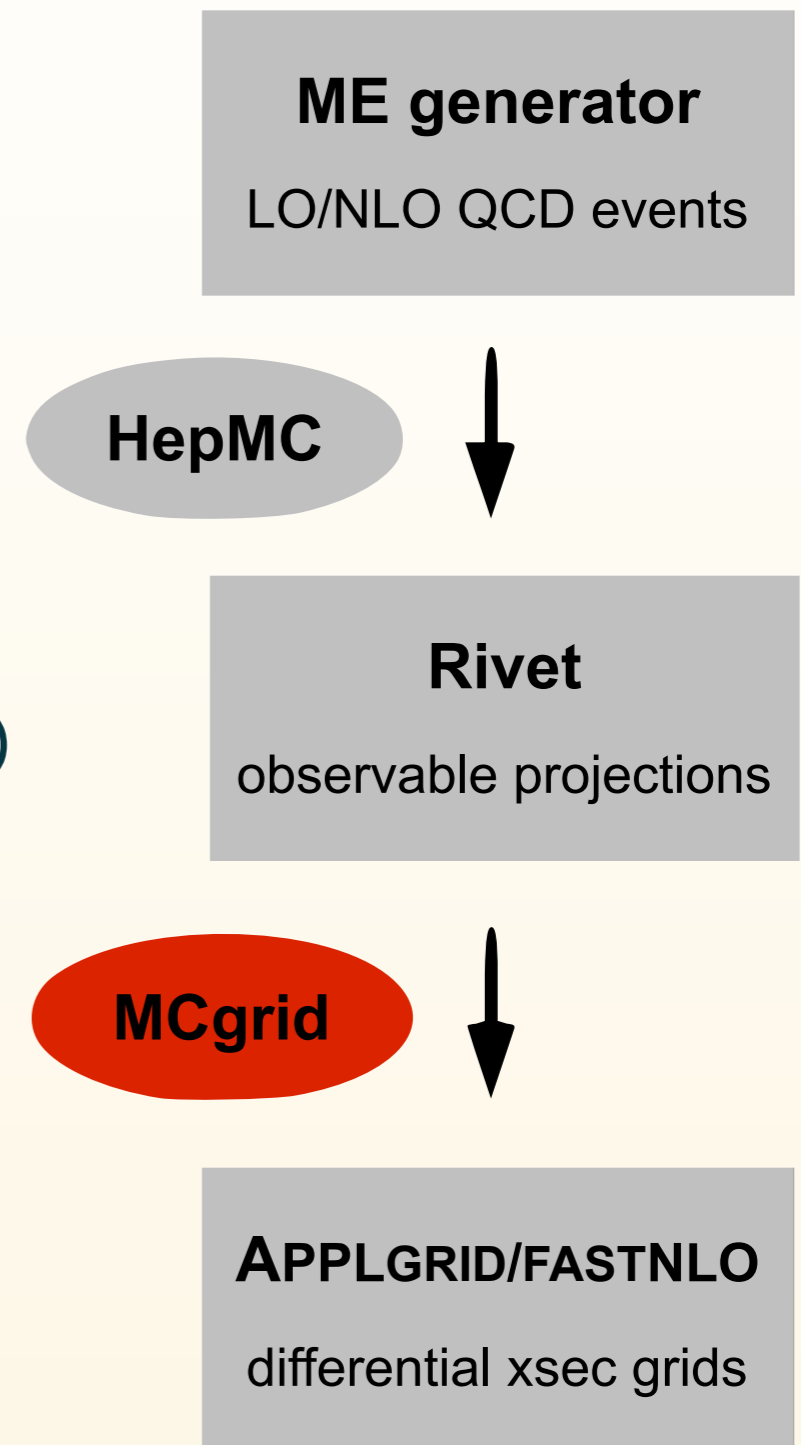 ME generator
LO/NLO QCD events
HepMC
Rivet
observable projections
MCgrid
APPLGRID/FASTNLO
differential xsec grids